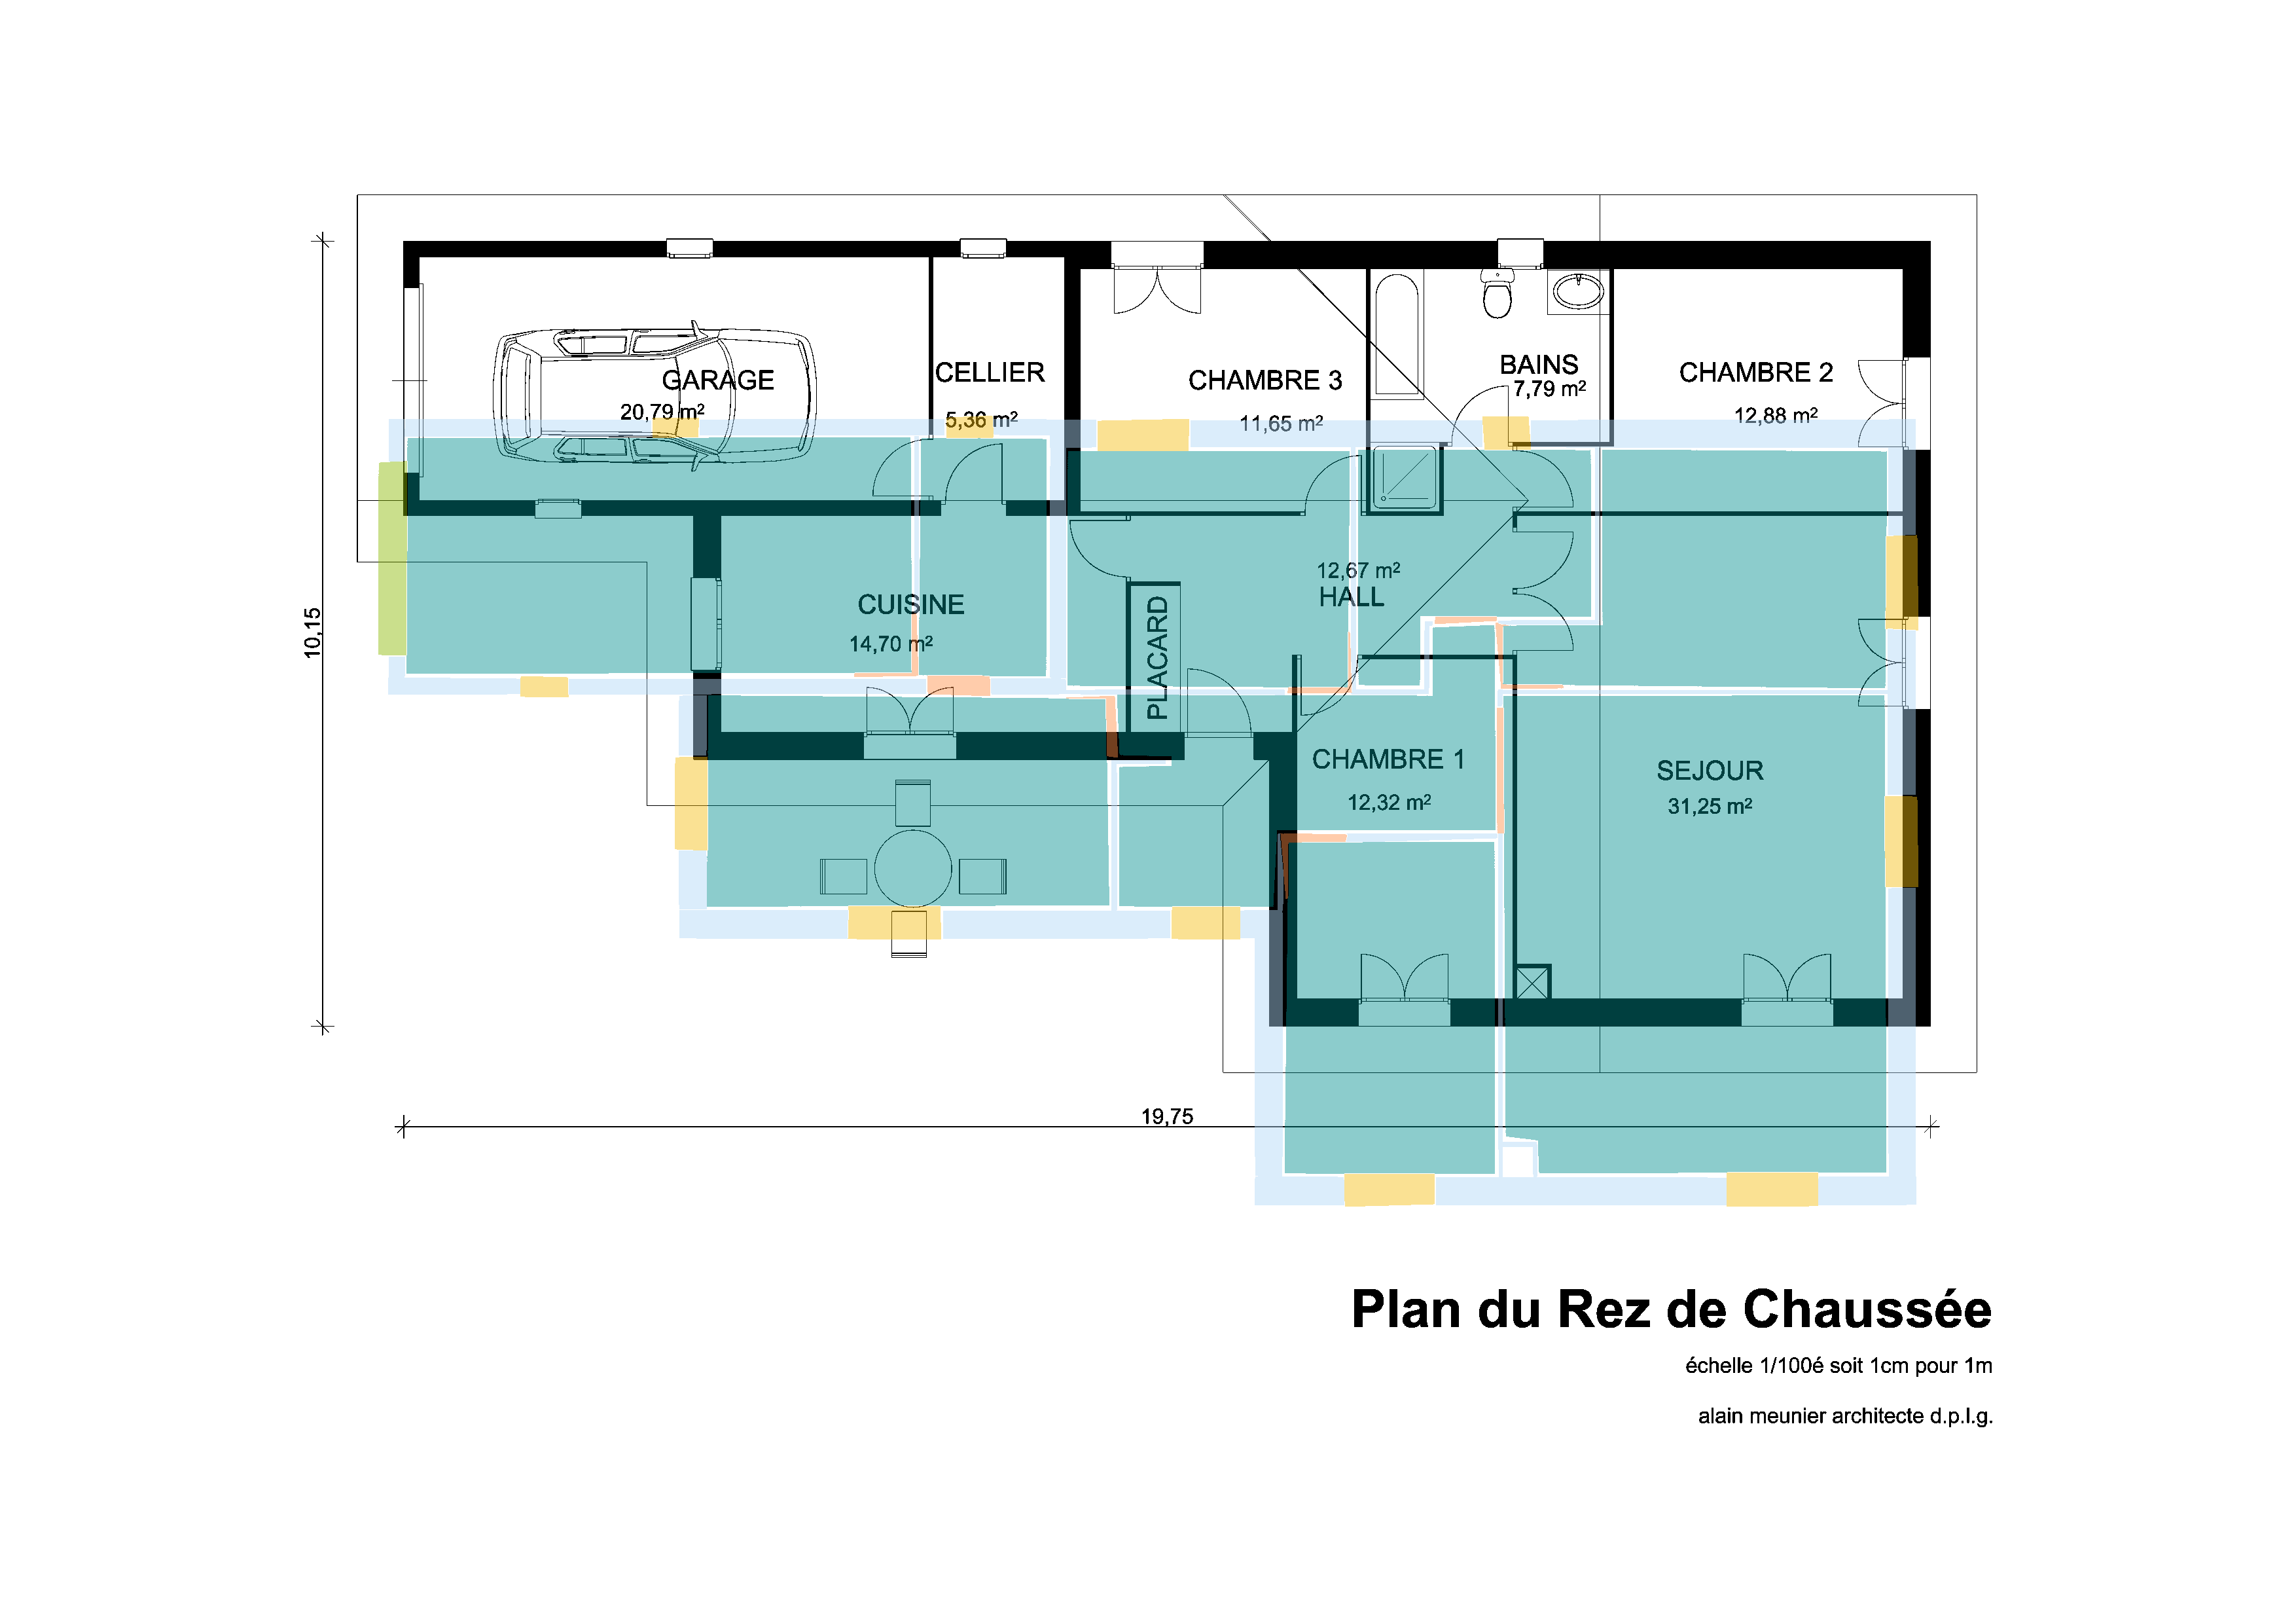 GARAGE
20,79 m²
CELLIER
5,36 m²
CHAMBRE 3
11,65 m²
BAINS
7,79 m²
CHAMBRE 2
12,88 m²
CUISINE
14,70 m²
PLACARD
12,67 m²
HALL
CHAMBRE 1
12,32 m²
SEJOUR
31,25 m²
10,15
19,75
Plan du Rez de Chaussée
échelle 1/100é soit 1cm pour 1m
alain meunier architecte d.p.l.g.